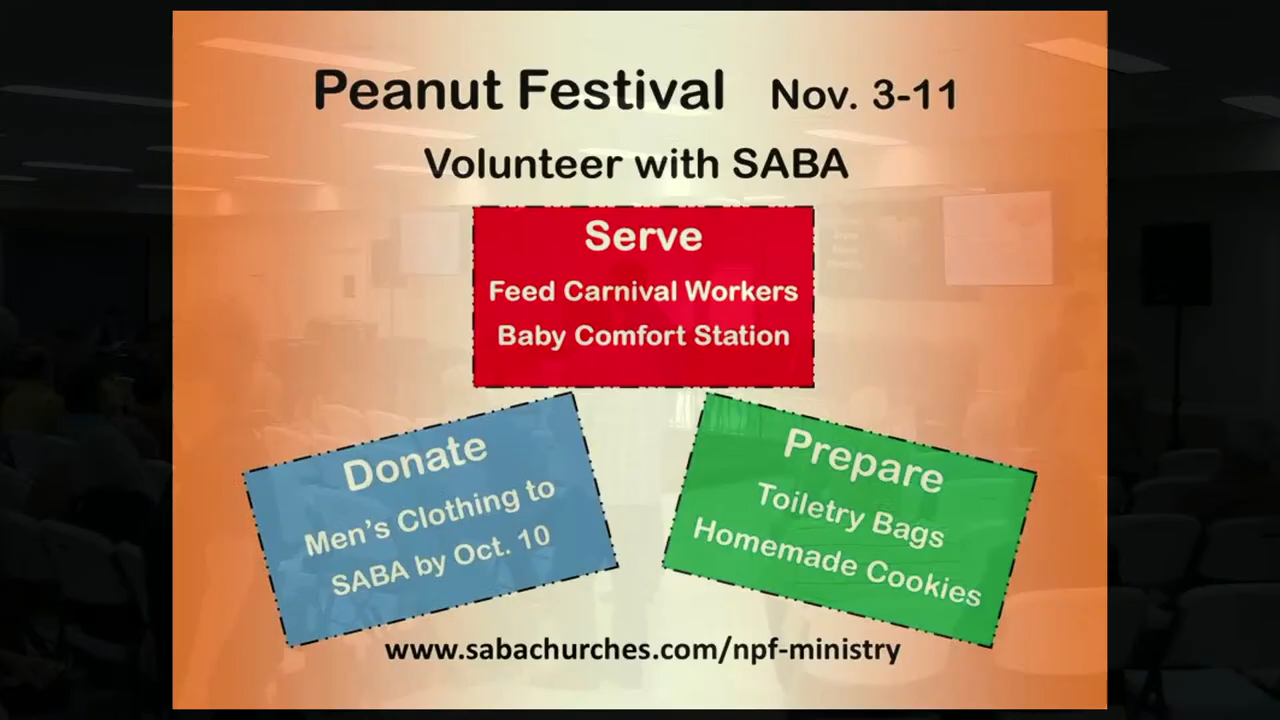 Peanut Festival Nov. 3-11
Volunteer with SABA
Serve
Feed Carnival Workers
Baby Comfort Station
Donate
Men's Clothing to
SABA by Oct. 10
Prepare
Toiletry Bags
Homemade Cookies
www.sabachurches.com/npf-ministry